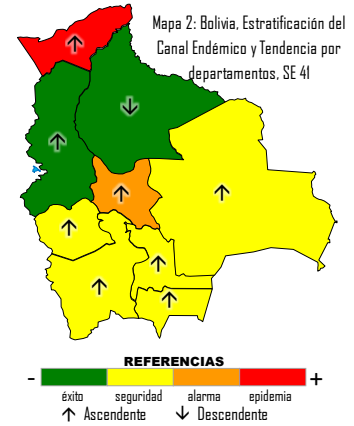 Mapa 2: Bolivia, Estratificación del
Canal Endémico y Tendencia por
departamentos, SE 41
REFERENCIAS
- +
éxito seguridad alarma epidemia
↑ Ascendente ↓ Descendente